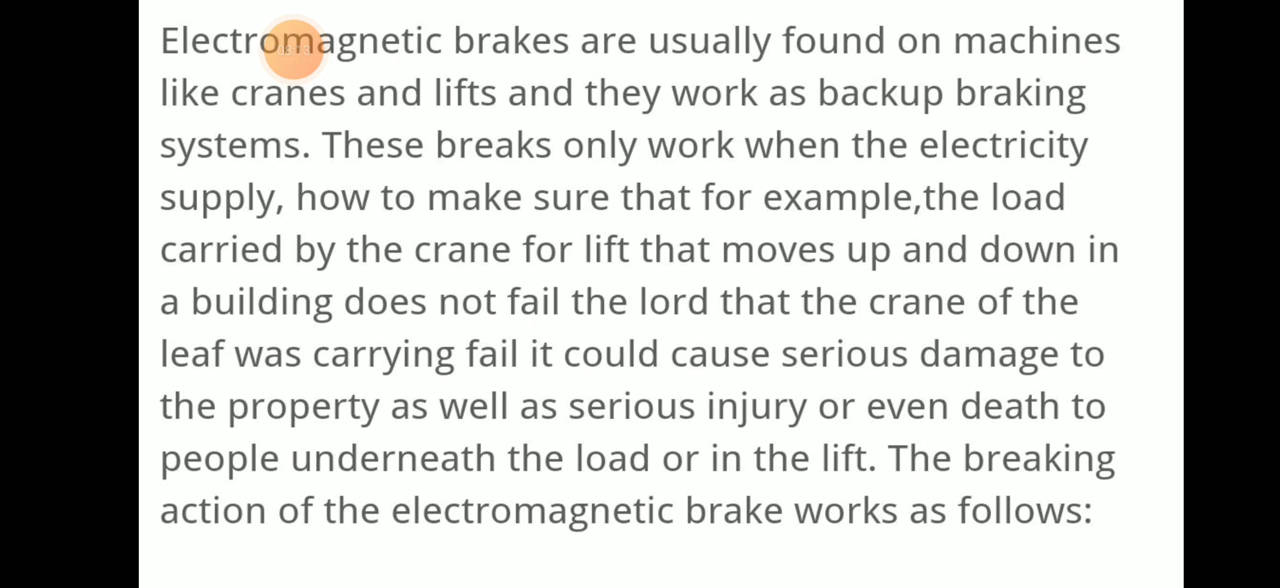 Electromagnetic brakes are usually found on machines
like cranes and lifts and they work as backup braking
systems. These breaks only work when the electricity
supply, how to make sure that for example,the load
carried by the crane for lift that moves up and down in
a building does not fail the lord that the crane of the
leaf was carrying fail it could cause serious damage to
the property as well as serious injury or even death to
people underneath the load or in the lift. The breaking
action of the electromagnetic brake works as follows: